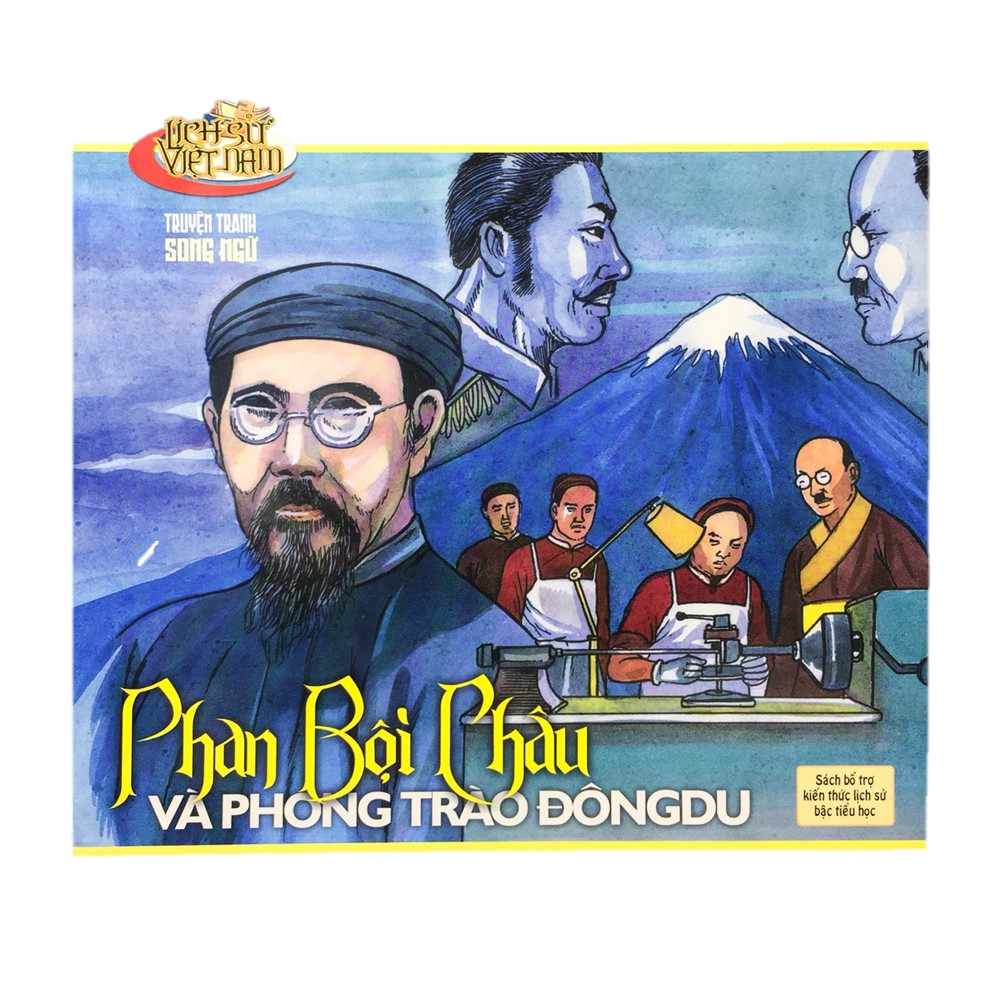 LỊCH SỬ
VIỆT NAM
TRUYỆN TRANH
SONG NGỮ
Phan Bội Châu
VÀ PHONG TRÀO ĐÔNGDU
Sách bổ trợ
kiến thức lịch sử
bậc tiểu học